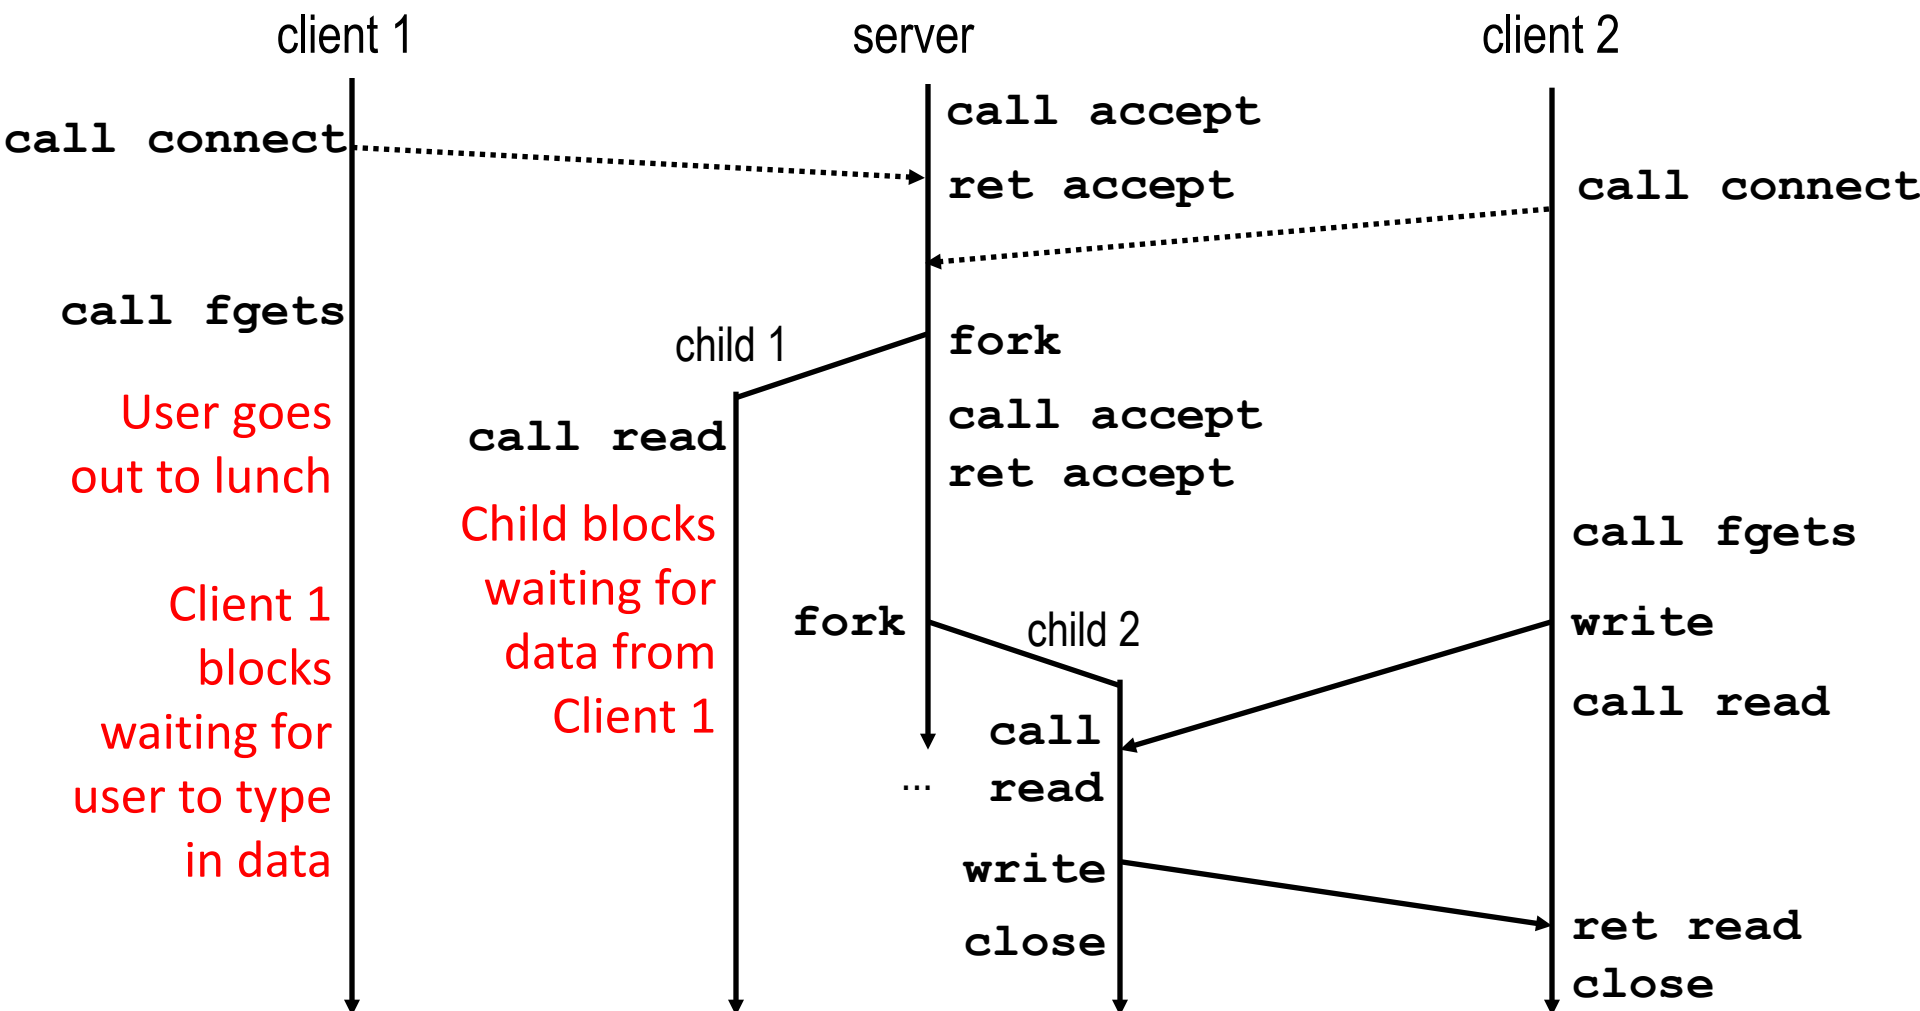 client 1
server
client 2
call connect
call accept
ret accept
call connect
call fgets
child 1
fork
User goes
out to lunch
call read
call accept
ret accept
Child blocks
waiting for
data from
Client 1
call fgets
Client 1
blocks
waiting for
user to type
in data
fork
child 2
write
call read
call
read
...
write
close
ret read
close